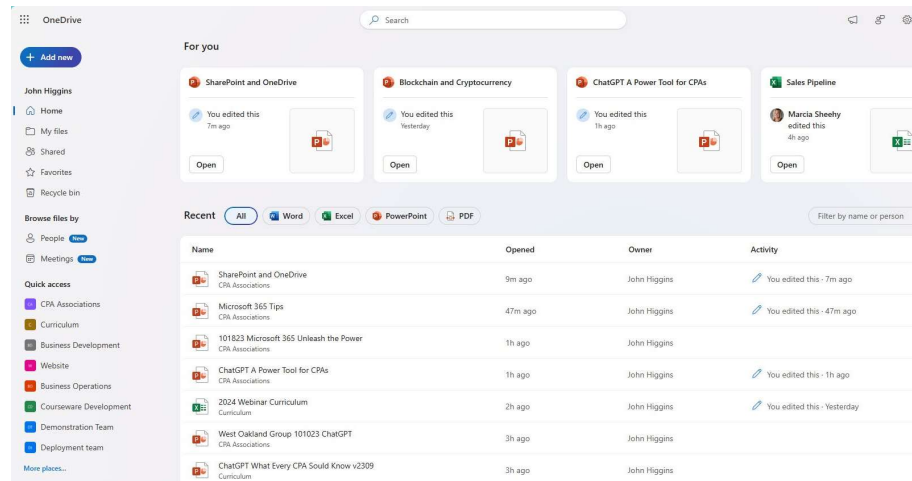 OneDrive
Search
Add new
John Higgins
Home
My files
Shared
Favorites
Recycle bin
Browse files by
People New
Meetings New
Quick access
CPA Associations
Curriculum
Business Development
Website
Business Operations
Courseware Development
Demonstration Team
Deployment team
More places...
For you
SharePoint and OneDrive
You edited this
7m ago
Open
Blockchain and Cryptocurrency
You edited this
Yesterday
Open
ChatGPT A Power Tool for CPAs
You edited this
1h ago
Open
Sales Pipeline
Marcia Sheehy
edited this
4h ago
Open
Recent All Word Excel PowerPoint PDF
Filter by name or person
Name Opened Owner Activity
SharePoint and OneDrive
CPA Associations
9m ago John Higgins You edited this · 7m ago
Microsoft 365 Tips
CPA Associations
47m ago John Higgins You edited this · 47m ago
101823 Microsoft 365 Unleash the Power
CPA Associations
1h ago John Higgins
ChatGPT A Power Tool for CPAs
CPA Associations
1h ago John Higgins You edited this · 1h ago
2024 Webinar Curriculum
Curriculum
2h ago John Higgins You edited this · Yesterday
West Oakland Group 101023 ChatGPT
CPA Associations
3h ago John Higgins
ChatGPT What Every CPA Sould Know v2309
Curriculum
3h ago John Higgins